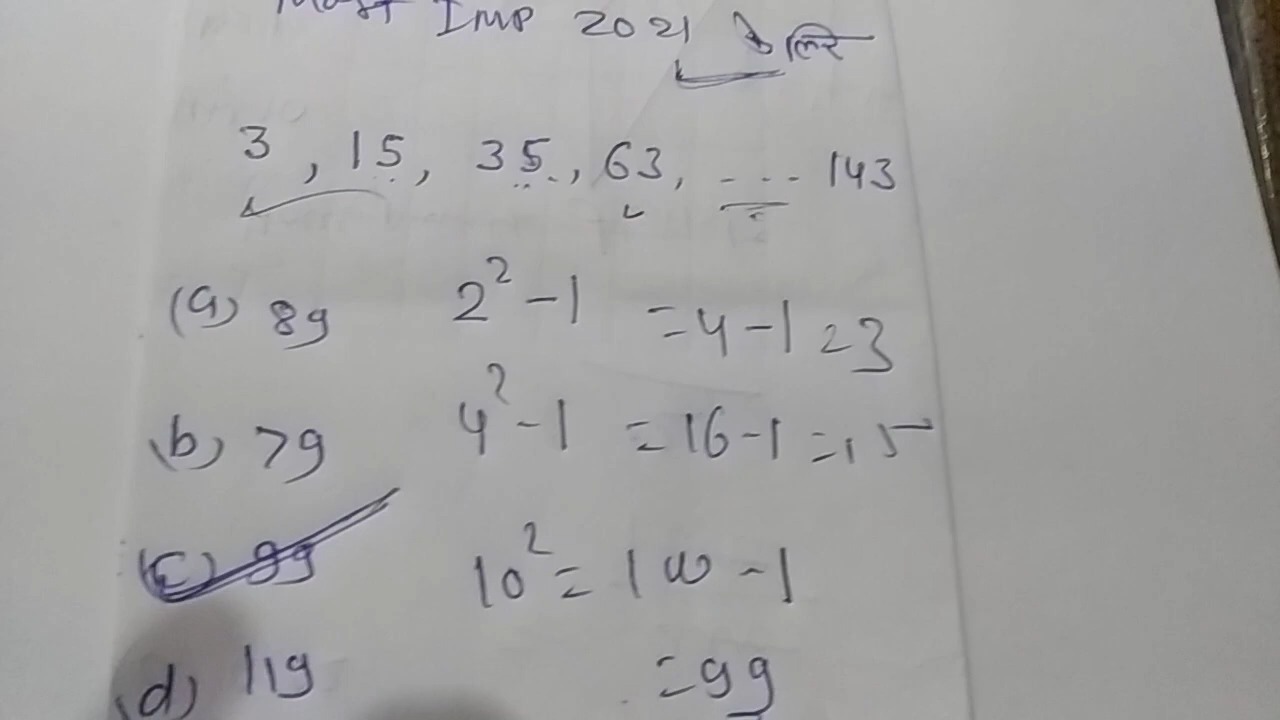 Most IMP 2021 के लिए
3, 15, 35, 63, --- 143
(a) 89 2² - 1 = 4 - 1 = 3
(b) 79 4² - 1 = 16 - 1 = 15
(c) 99 10² = 100 - 1
(d) 119 = 99